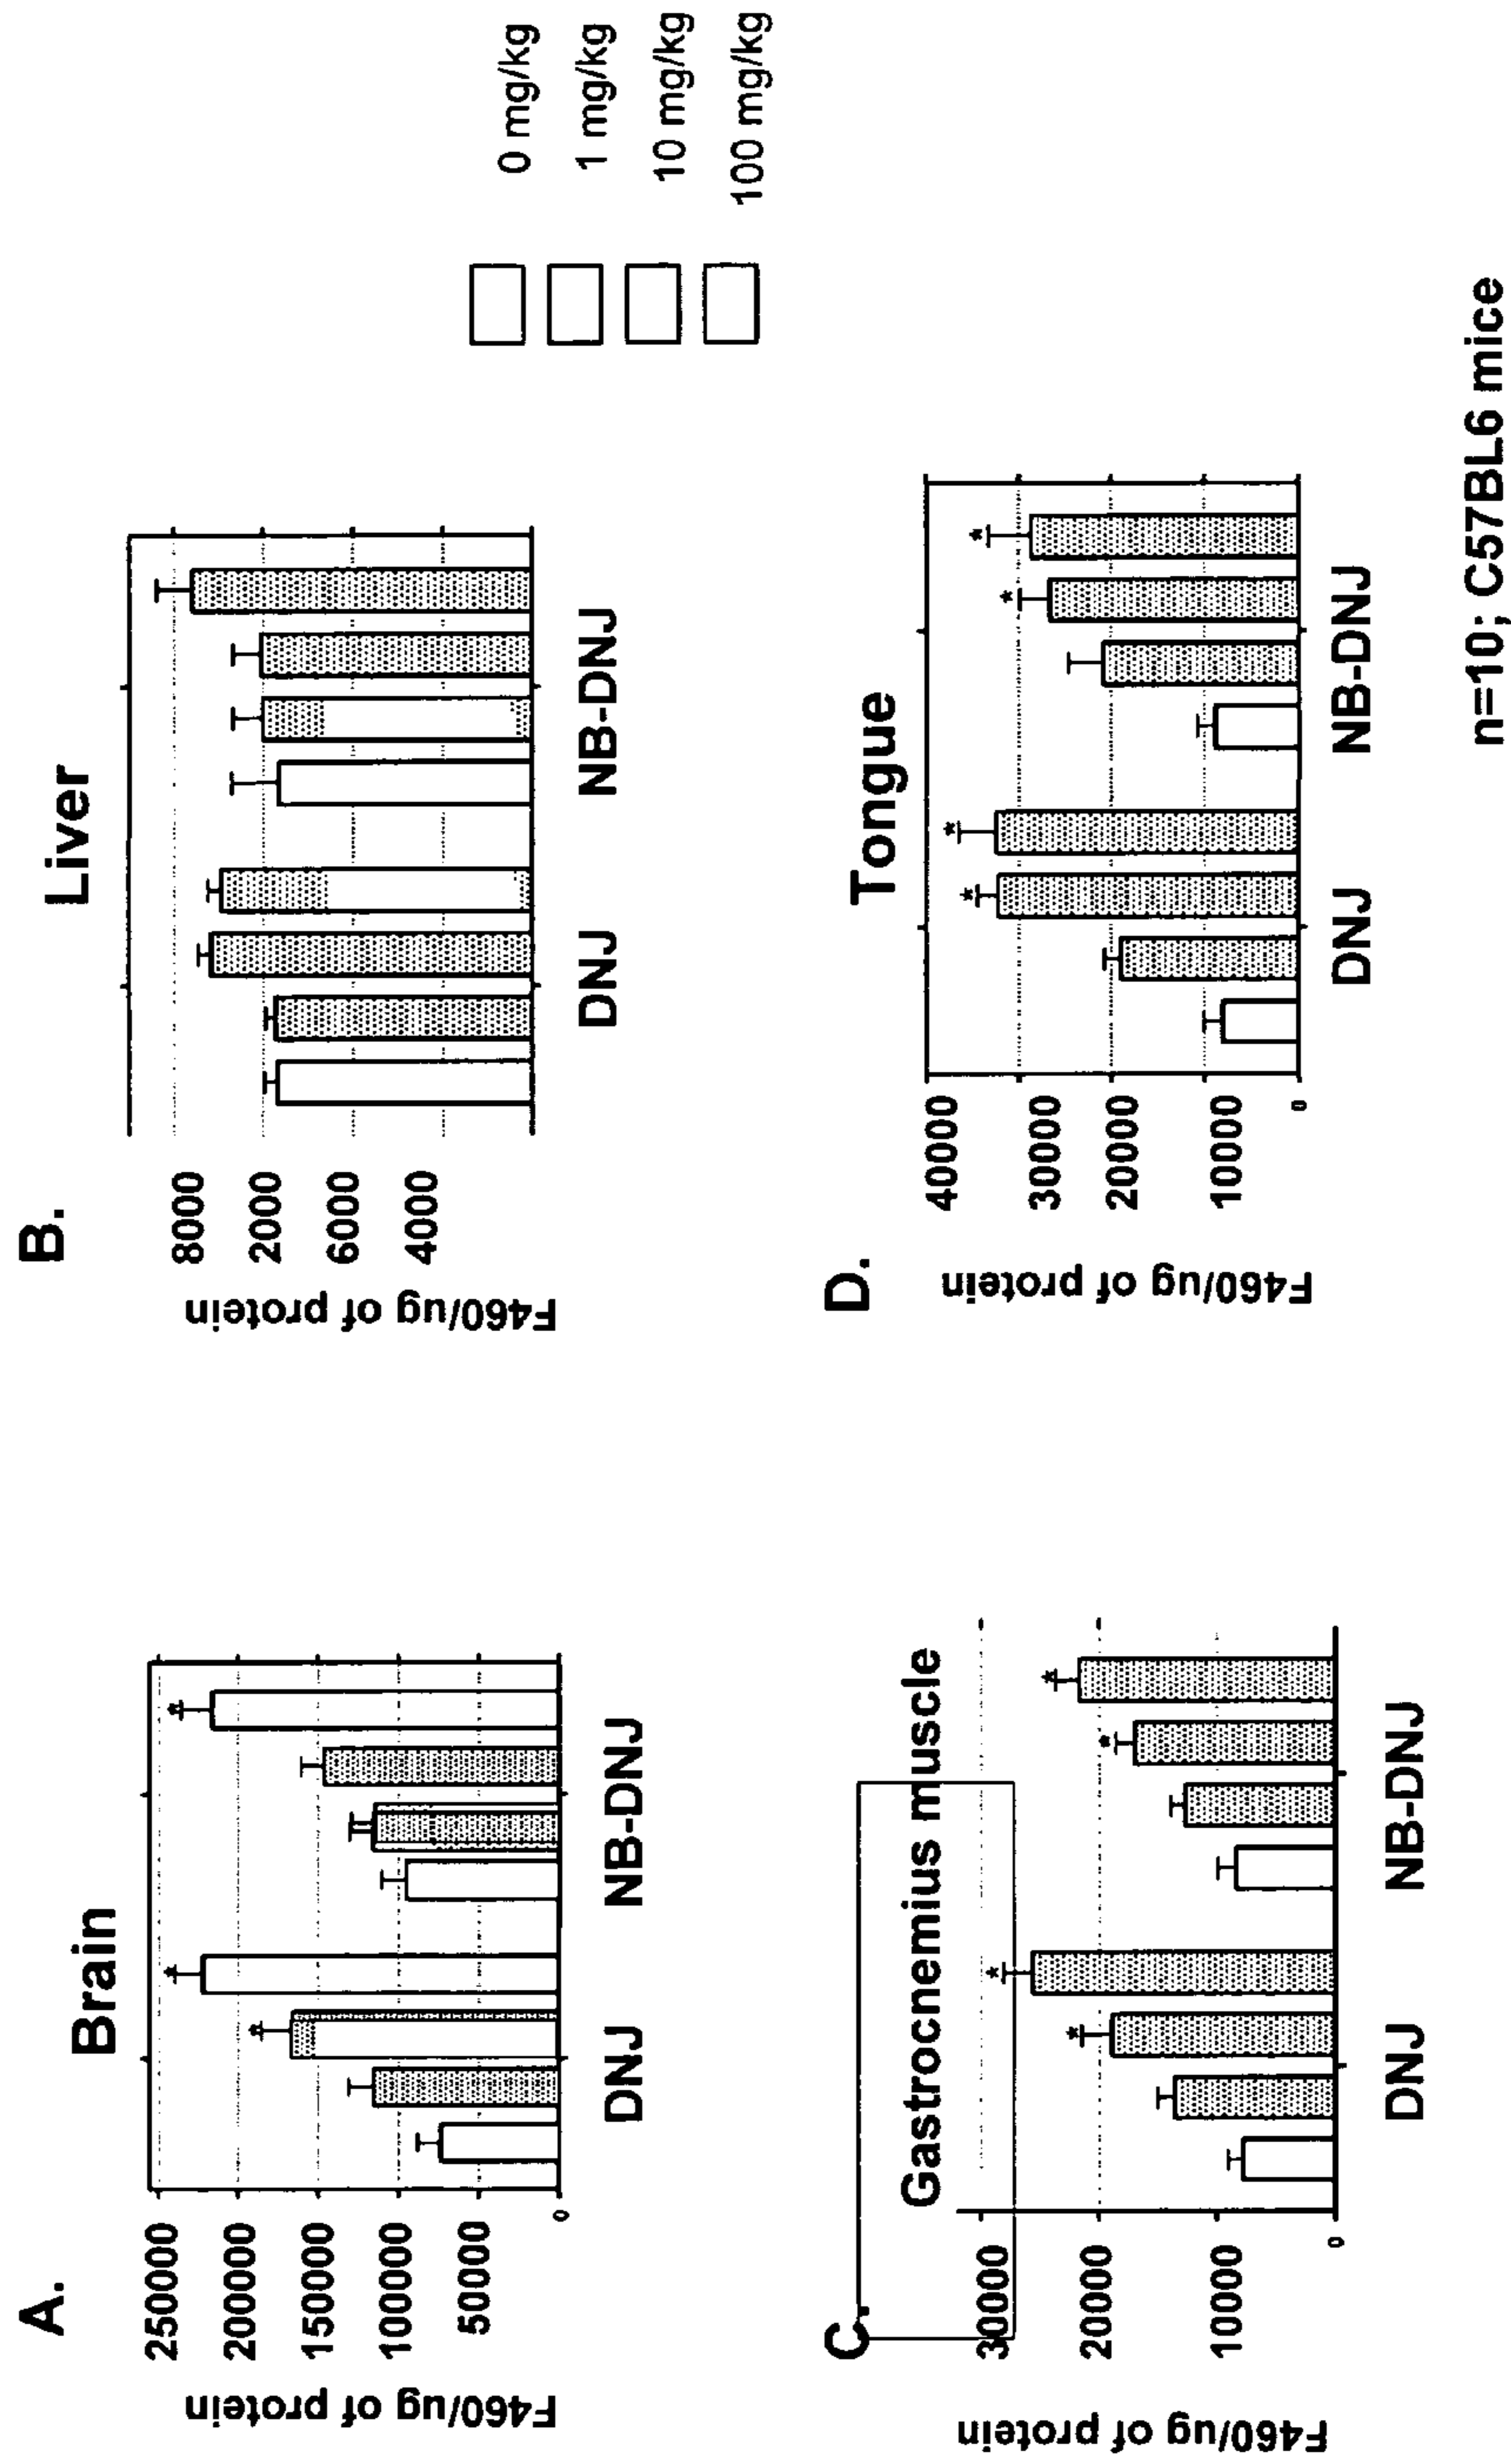 A.
Brain
F460/ug of protein
250000
200000
150000
100000
50000
0
DNJ
NB-DNJ
* * * *
B.
Liver
F460/ug of protein
8000
2000
6000
4000
DNJ
NB-DNJ
0 mg/kg
1 mg/kg
10 mg/kg
100 mg/kg
C.
Gastrocnemius muscle
F460/ug of protein
30000
20000
10000
0
DNJ
NB-DNJ
* * * *
D.
Tongue
F460/ug of protein
40000
30000
20000
10000
0
DNJ
NB-DNJ
* * * *
n=10; C57BL6 mice